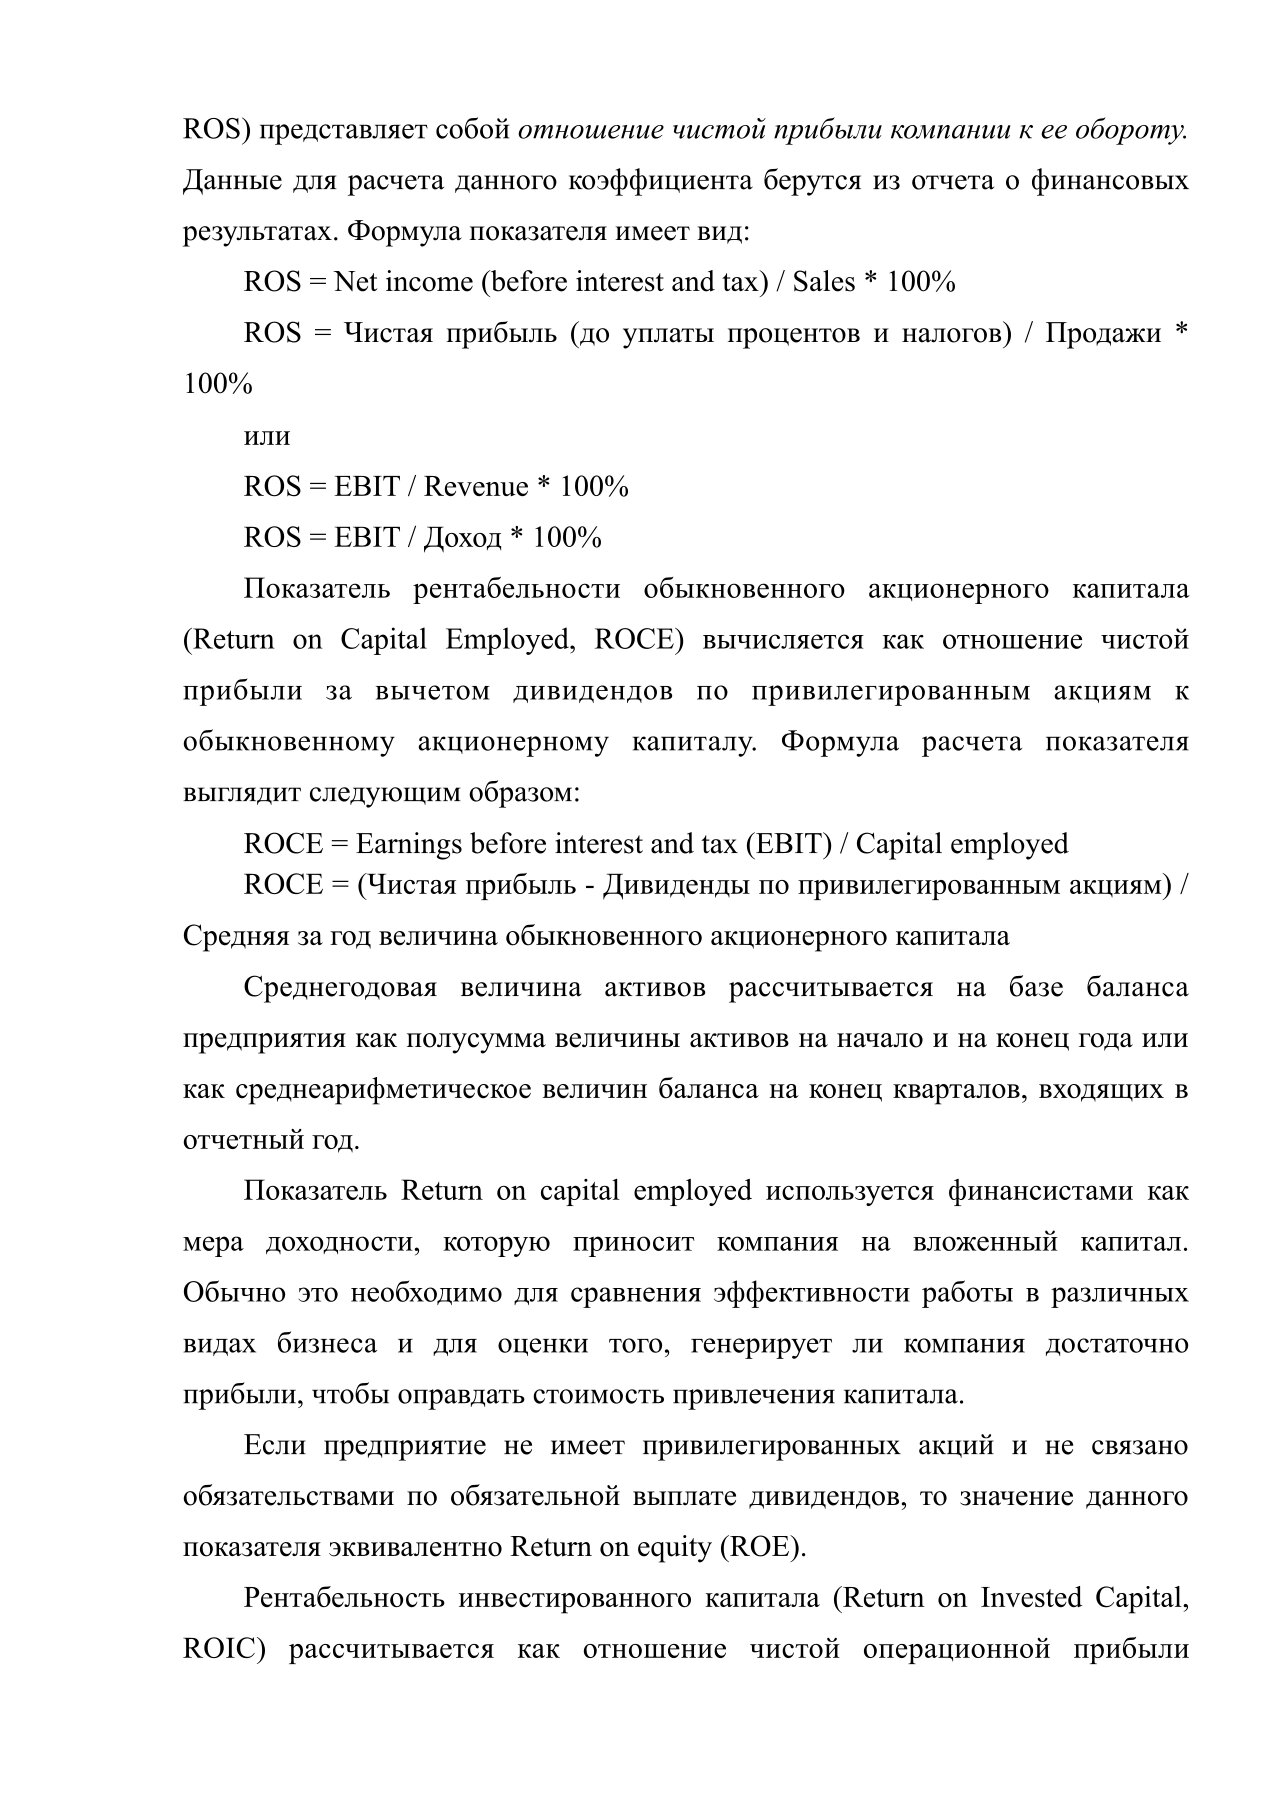 ROS) представляет собой отношение чистой прибыли компании к ее обороту.
Данные для расчета данного коэффициента берутся из отчета о финансовых
результатах. Формула показателя имеет вид:
ROS = Net income (before interest and tax) / Sales * 100%
ROS = Чистая прибыль (до уплаты процентов и налогов) / Продажи *
100%
или
ROS = EBIT / Revenue * 100%
ROS = EBIT / Доход * 100%
Показатель рентабельности обыкновенного акционерного капитала
(Return on Capital Employed, ROCE) вычисляется как отношение чистой
прибыли за вычетом дивидендов по привилегированным акциям к
обыкновенному акционерному капиталу. Формула расчета показателя
выглядит следующим образом:
ROCE = Earnings before interest and tax (EBIT) / Capital employed
ROCE = (Чистая прибыль - Дивиденды по привилегированным акциям) /
Средняя за год величина обыкновенного акционерного капитала
Среднегодовая величина активов рассчитывается на базе баланса
предприятия как полусумма величины активов на начало и на конец года или
как среднеарифметическое величин баланса на конец кварталов, входящих в
отчетный год.
Показатель Return on capital employed используется финансистами как
мера доходности, которую приносит компания на вложенный капитал.
Обычно это необходимо для сравнения эффективности работы в различных
видах бизнеса и для оценки того, генерирует ли компания достаточно
прибыли, чтобы оправдать стоимость привлечения капитала.
Если предприятие не имеет привилегированных акций и не связано
обязательствами по обязательной выплате дивидендов, то значение данного
показателя эквивалентно Return on equity (ROE).
Рентабельность инвестированного капитала (Return on Invested Capital,
ROIC) рассчитывается как отношение чистой операционной прибыли